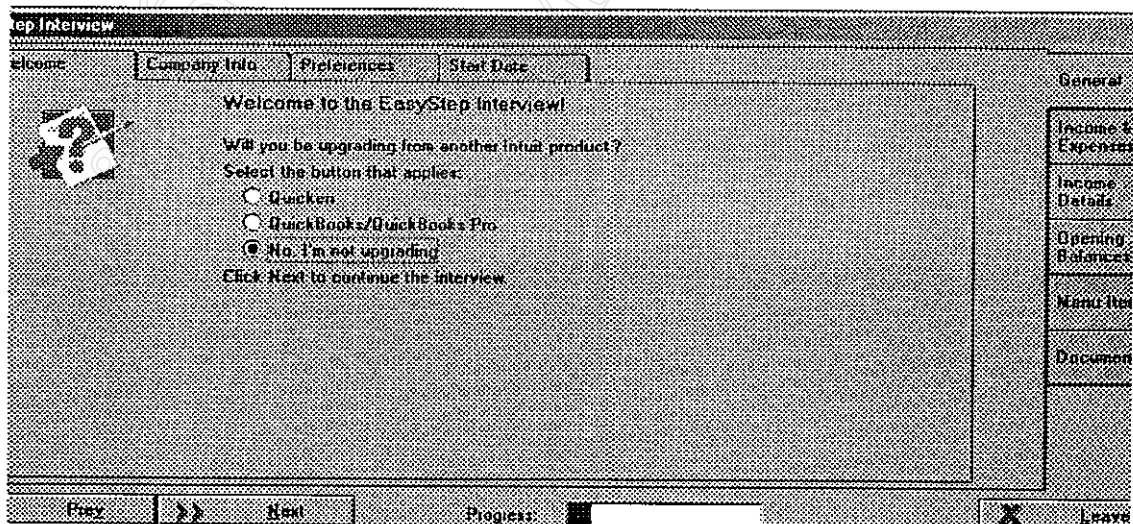 tep Interview
elcome
Company Info
Preferences
Start Date
General
Welcome to the EasyStep Interview!
Will you be upgrading from another Intuit product?
Select the button that applies:
Quicken
QuickBooks/QuickBooks Pro
No, I'm not upgrading
Click Next to continue the interview.
Income &
Expenses
Income
Details
Opening
Balances
Menu Ite
Documen
Prev
Next
Progress:
Leave